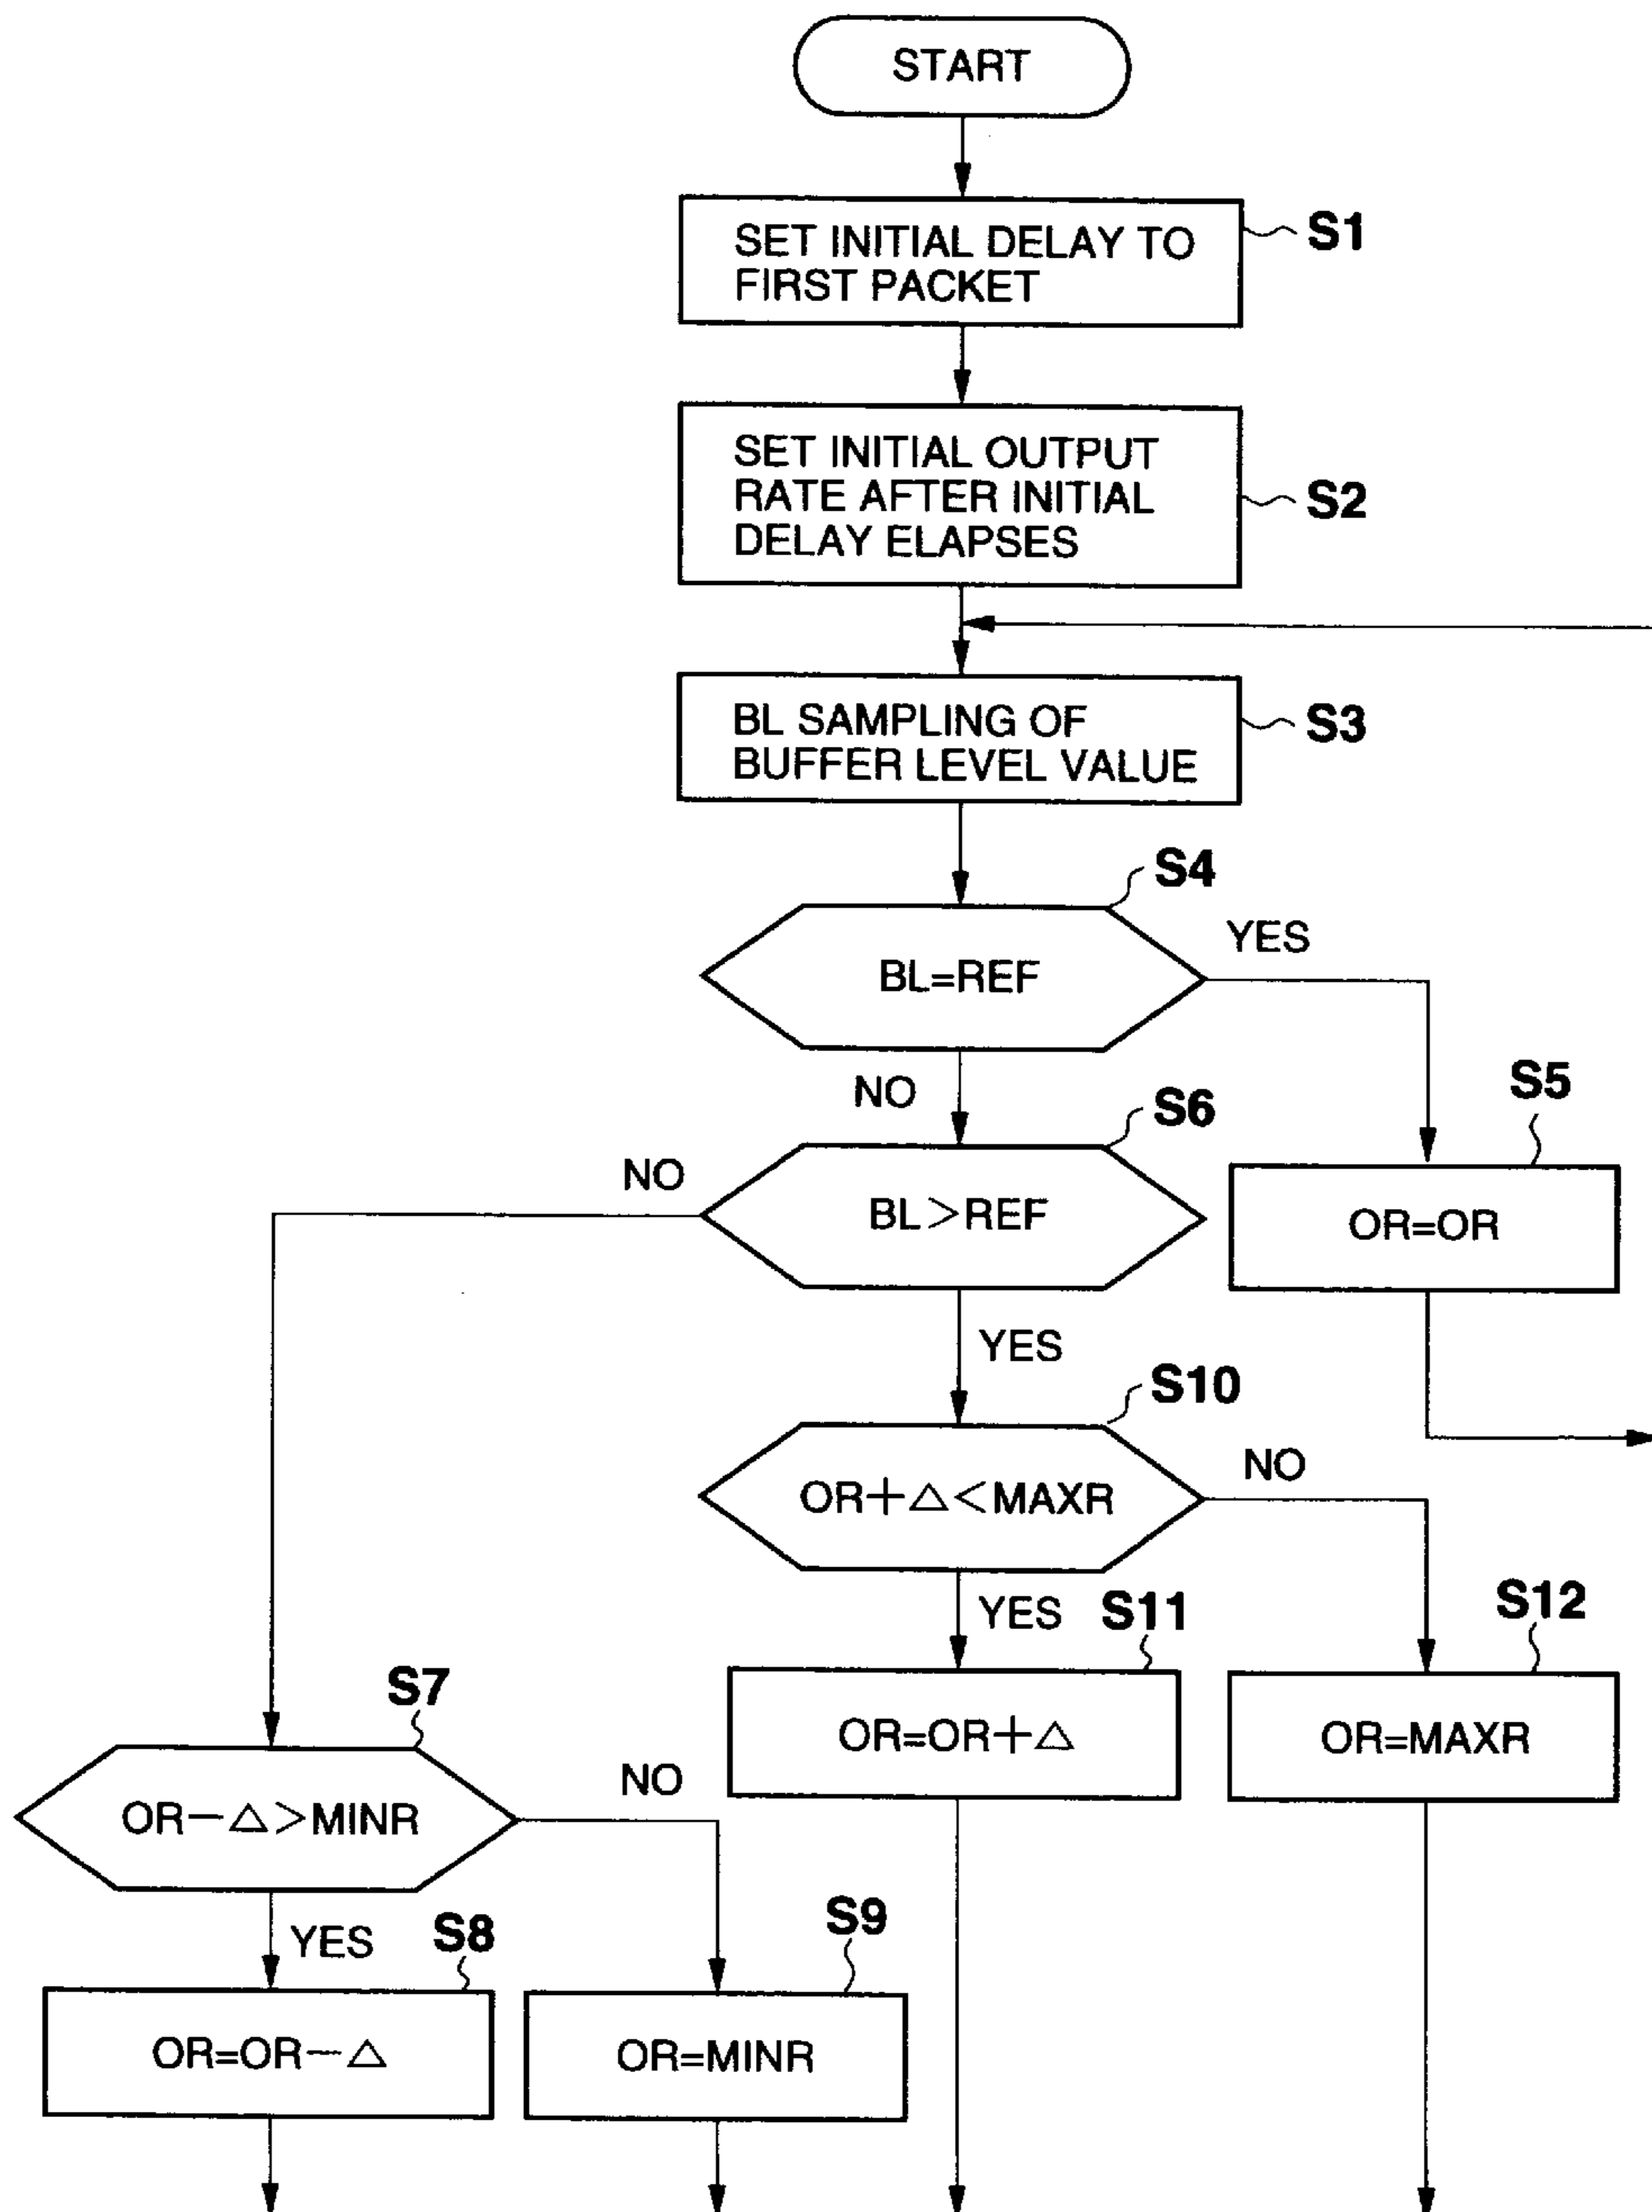 START
SET INITIAL DELAY TO
FIRST PACKET
S1
SET INITIAL OUTPUT
RATE AFTER INITIAL
DELAY ELAPSES
S2
BL SAMPLING OF
BUFFER LEVEL VALUE
S3
S4
BL=REF
YES
NO
S5
OR=OR
S6
BL>REF
NO
YES
S10
OR+△<MAXR
NO
YES
S11
OR=OR+△
S12
OR=MAXR
S7
OR−△>MINR
NO
YES
S8
OR=OR−△
S9
OR=MINR